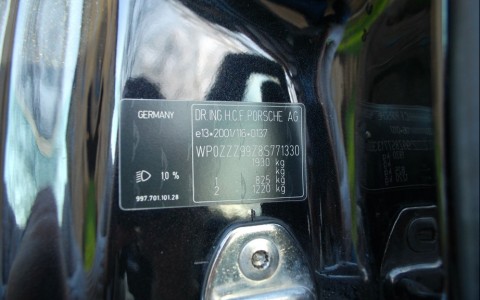 GERMANY
DR.ING.H.C.F.PORSCHE AG
e13*2001/116*0137
WP0ZZZ99Z8S771330
1930 kg
kg
1 825 kg
2 1220 kg
10 %
997.701.101.28